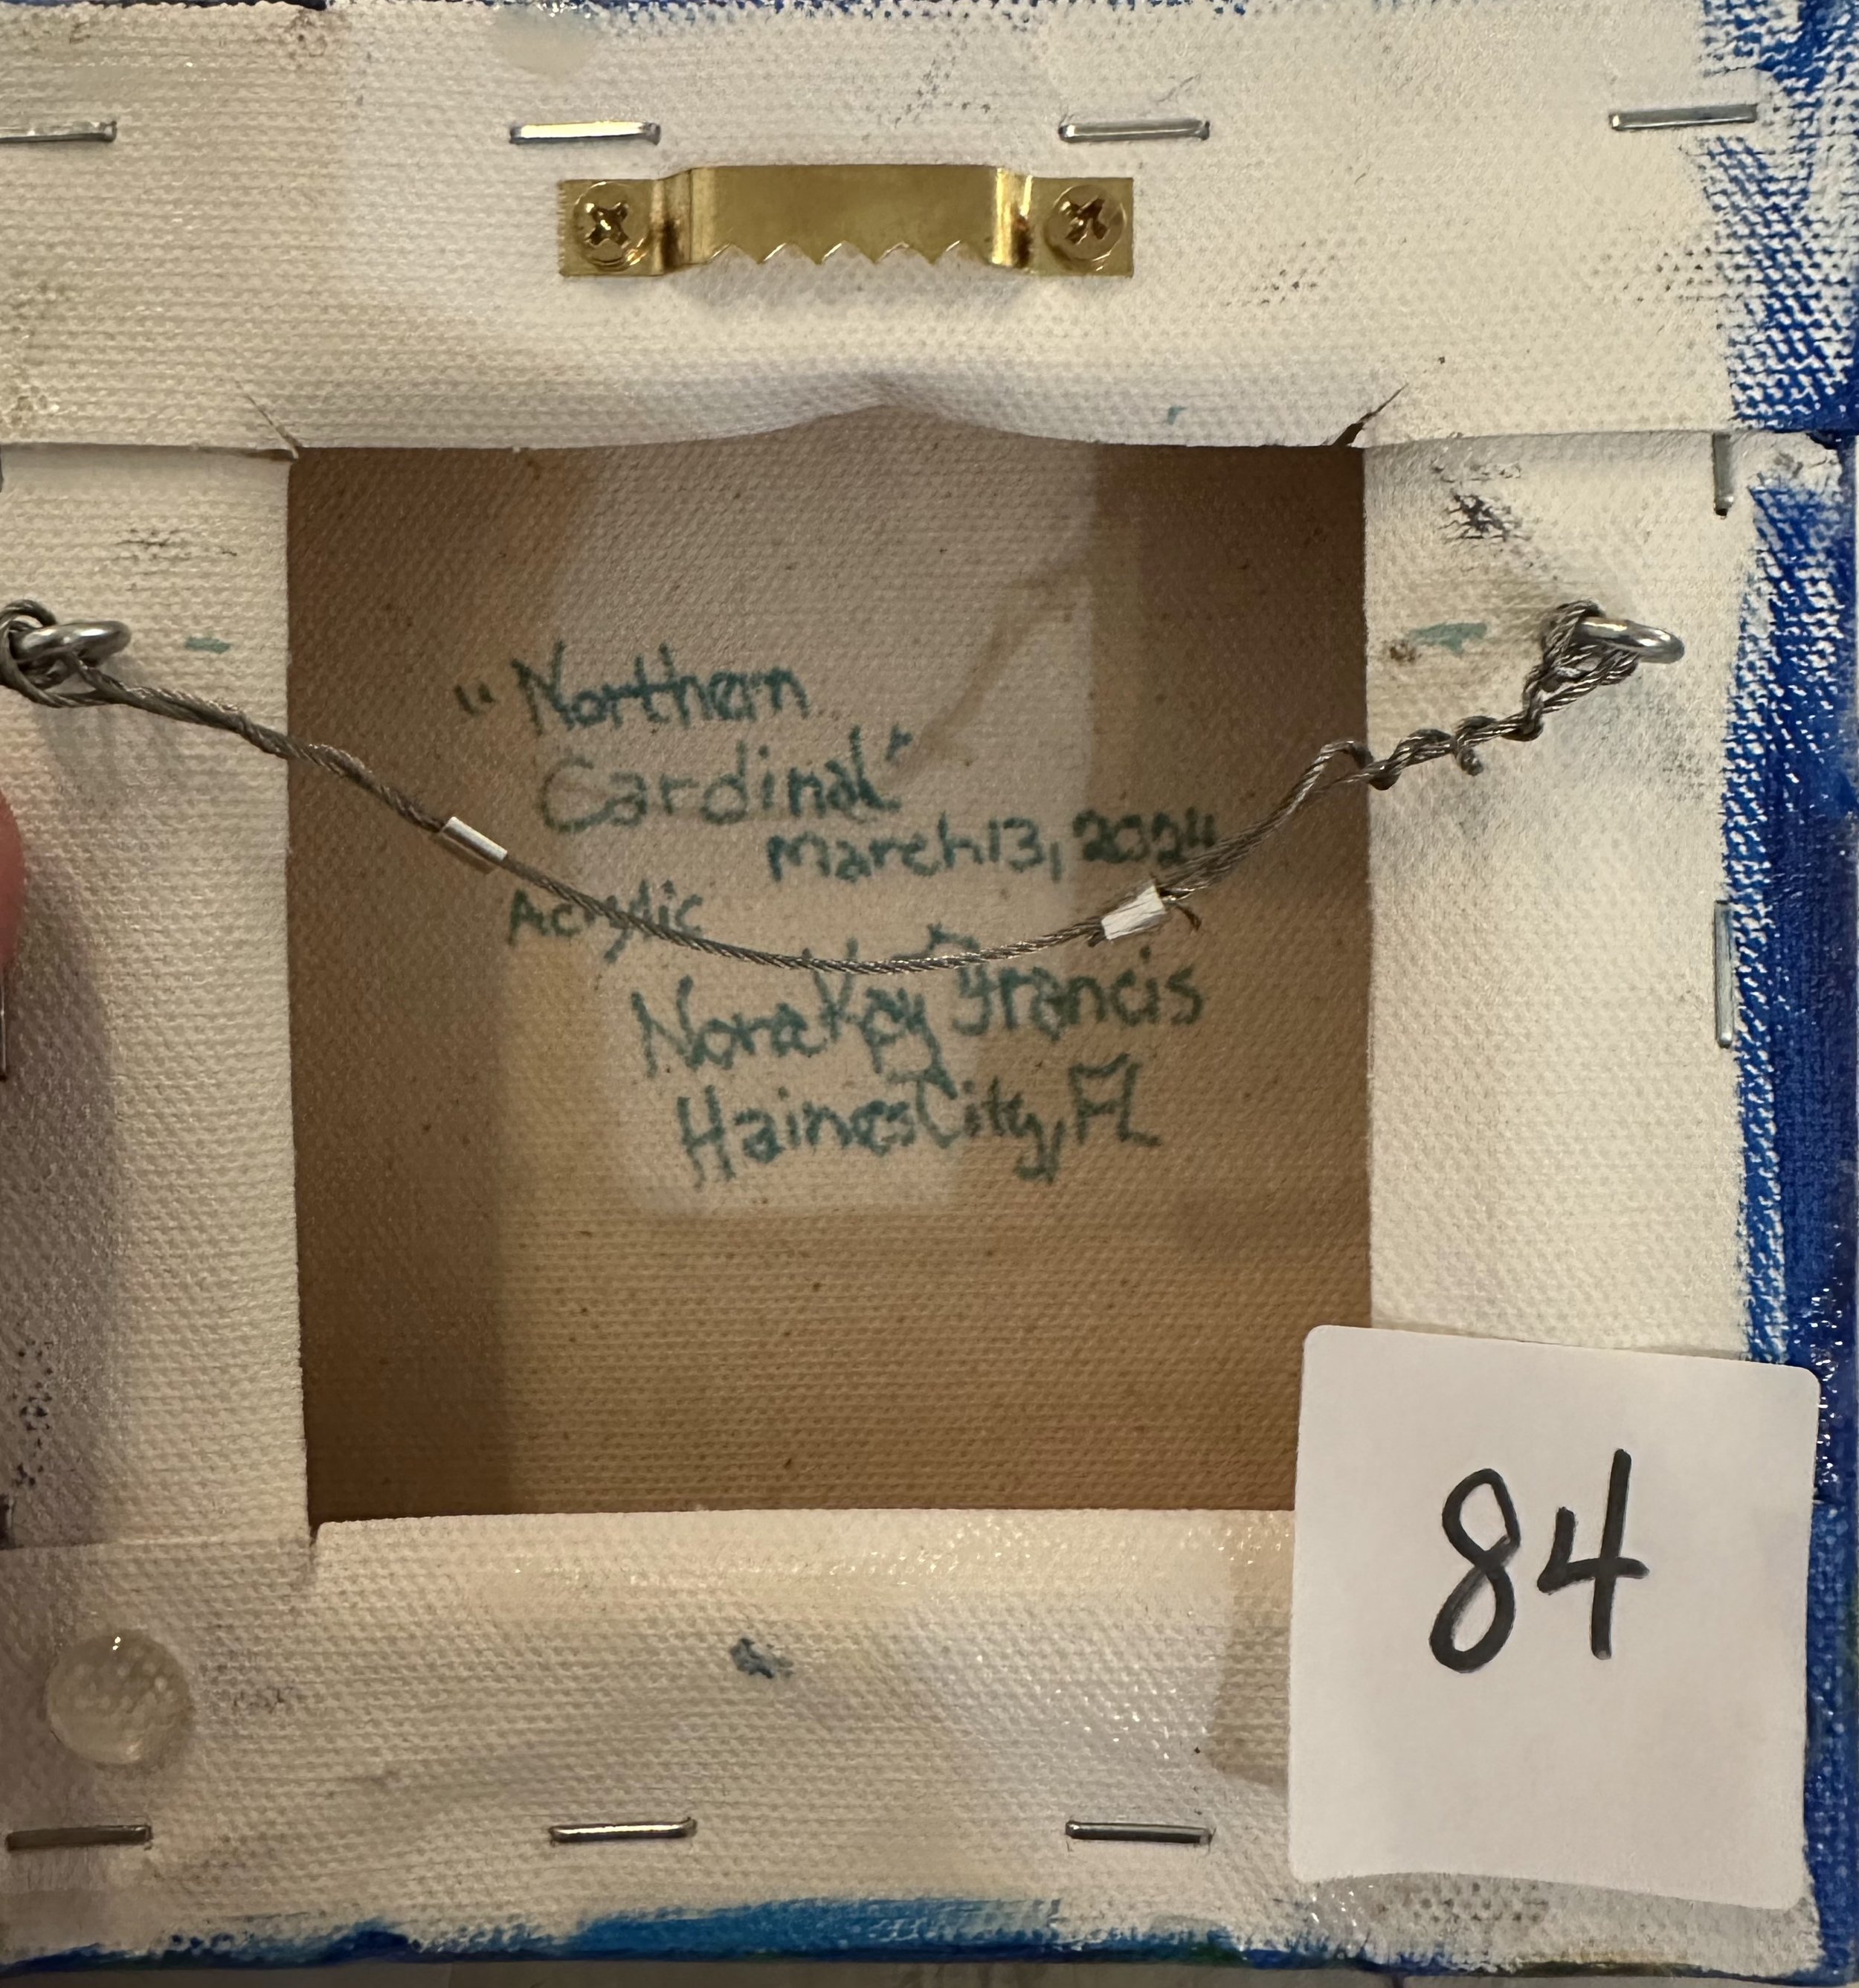 "Northern
Cardinal"
March 13, 2024
Acrylic
Nora Kay Francis
Haines City, FL
84